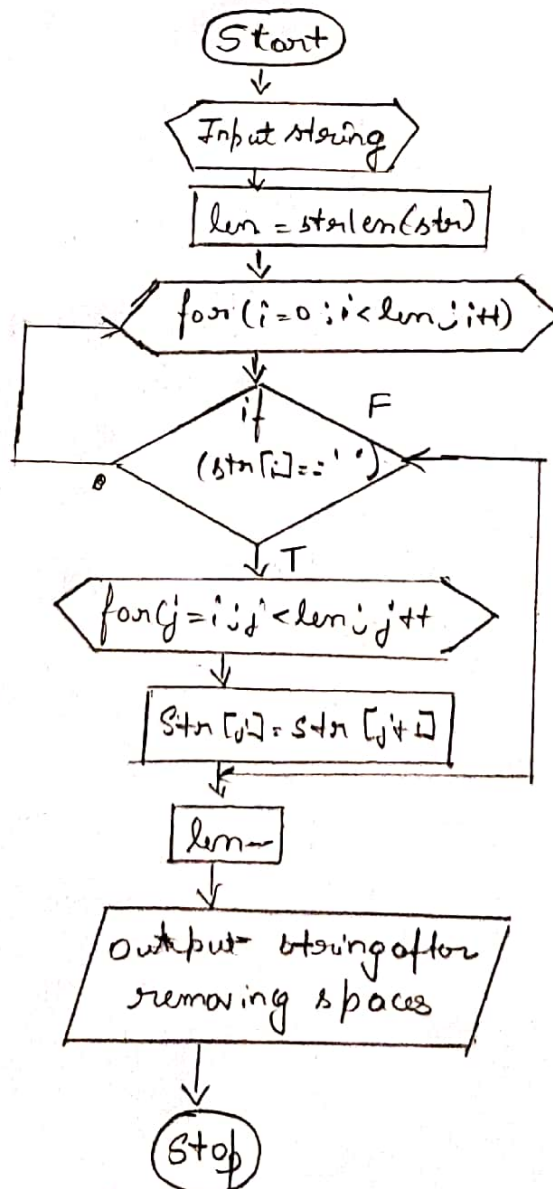 Start
Input string
len = strlen(str)
for(i=0;i<len;i++)
if
F
(str[i]==' ')
T
for(j=i;j<len;j++
Str[j]=str[j+1]
len--
output string after
removing spaces
Stop